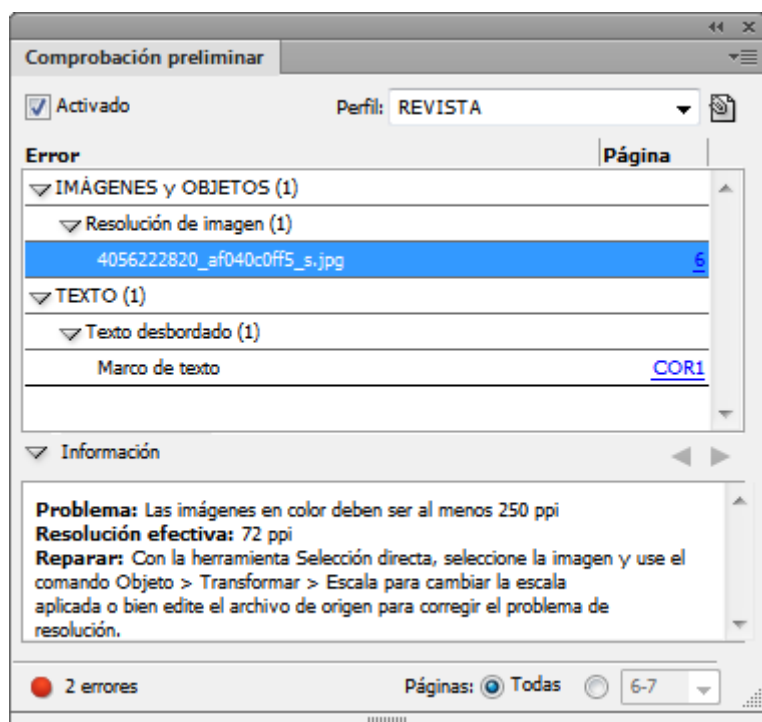 Comprobación preliminar
Activado Perfil: REVISTA
Error Página
IMÁGENES y OBJETOS (1)
Resolución de imagen (1)
4056222820_af040c0ff5_s.jpg 6
TEXTO (1)
Texto desbordado (1)
Marco de texto COR1
Información
Problema: Las imágenes en color deben ser al menos 250 ppi
Resolución efectiva: 72 ppi
Reparar: Con la herramienta Selección directa, seleccione la imagen y use el
comando Objeto > Transformar > Escala para cambiar la escala
aplicada o bien edite el archivo de origen para corregir el problema de
resolución.
2 errores Páginas: Todas 6-7